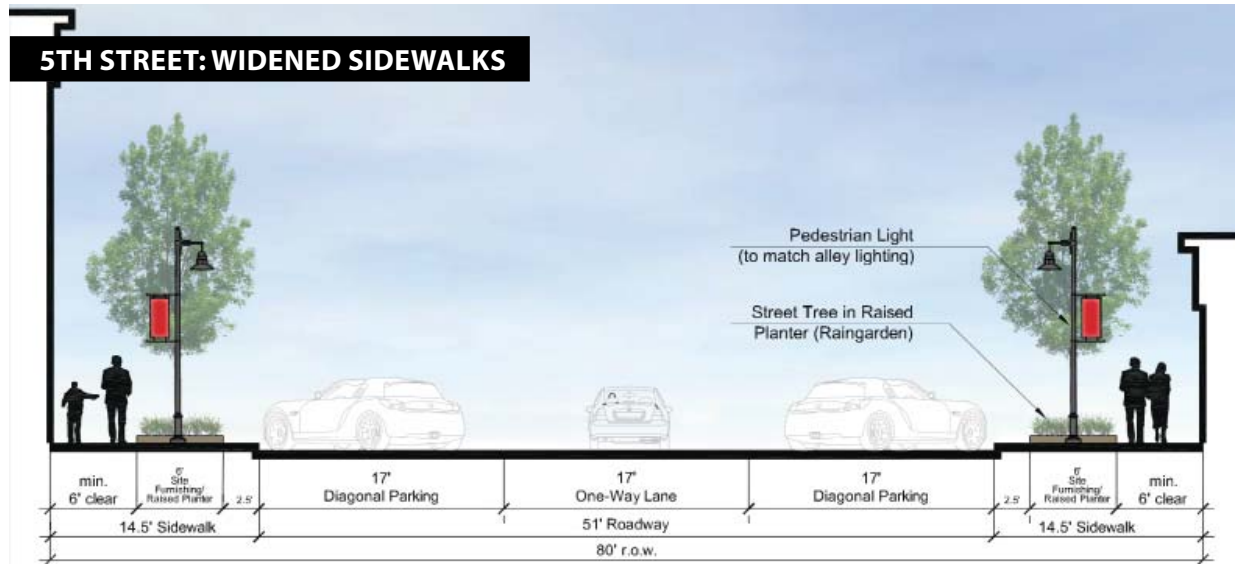 5TH STREET: WIDENED SIDEWALKS
Pedestrian Light
(to match alley lighting)
Street Tree in Raised
Planter (Raingarden)
min.
6' clear
6'
Site
Furnishing/
Raised Planter
2.5'
17'
Diagonal Parking
17'
One-Way Lane
17'
Diagonal Parking
2.5'
6'
Site
Furnishing/
Raised Planter
min.
6' clear
14.5' Sidewalk
51' Roadway
14.5' Sidewalk
80' r.o.w.